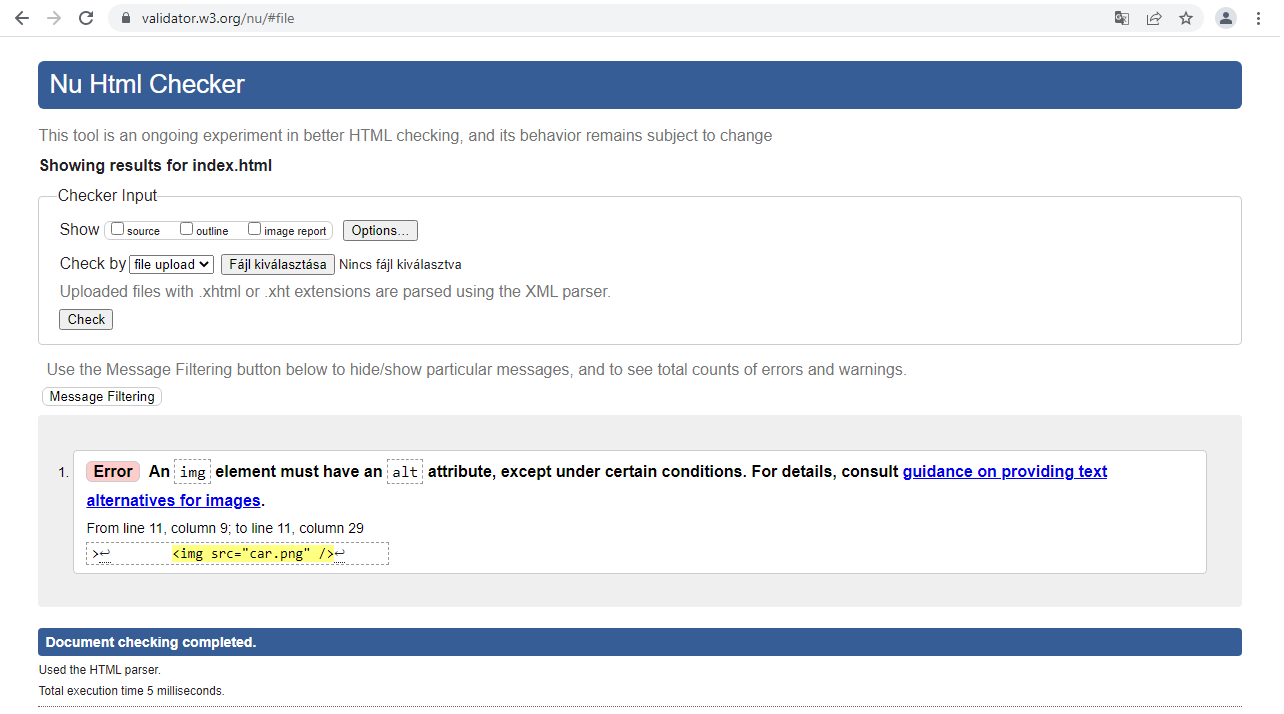 validator.w3.org/nu/#file
Nu Html Checker
This tool is an ongoing experiment in better HTML checking, and its behavior remains subject to change
Showing results for index.html
Checker Input
Show source outline image report Options...
Check by file upload Fájl kiválasztása Nincs fájl kiválasztva
Uploaded files with .xhtml or .xht extensions are parsed using the XML parser.
Check
Use the Message Filtering button below to hide/show particular messages, and to see total counts of errors and warnings.
Message Filtering
1. Error An img element must have an alt attribute, except under certain conditions. For details, consult guidance on providing text
alternatives for images.
From line 11, column 9; to line 11, column 29
>↩ <img src="car.png" />↩
Document checking completed.
Used the HTML parser.
Total execution time 5 milliseconds.